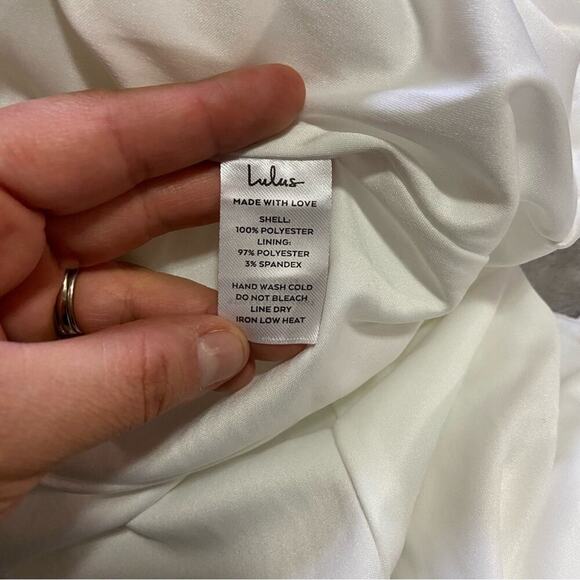 Lulus
MADE WITH LOVE
SHELL:
100% POLYESTER
LINING:
97% POLYESTER
3% SPANDEX
HAND WASH COLD
DO NOT BLEACH
LINE DRY
IRON LOW HEAT